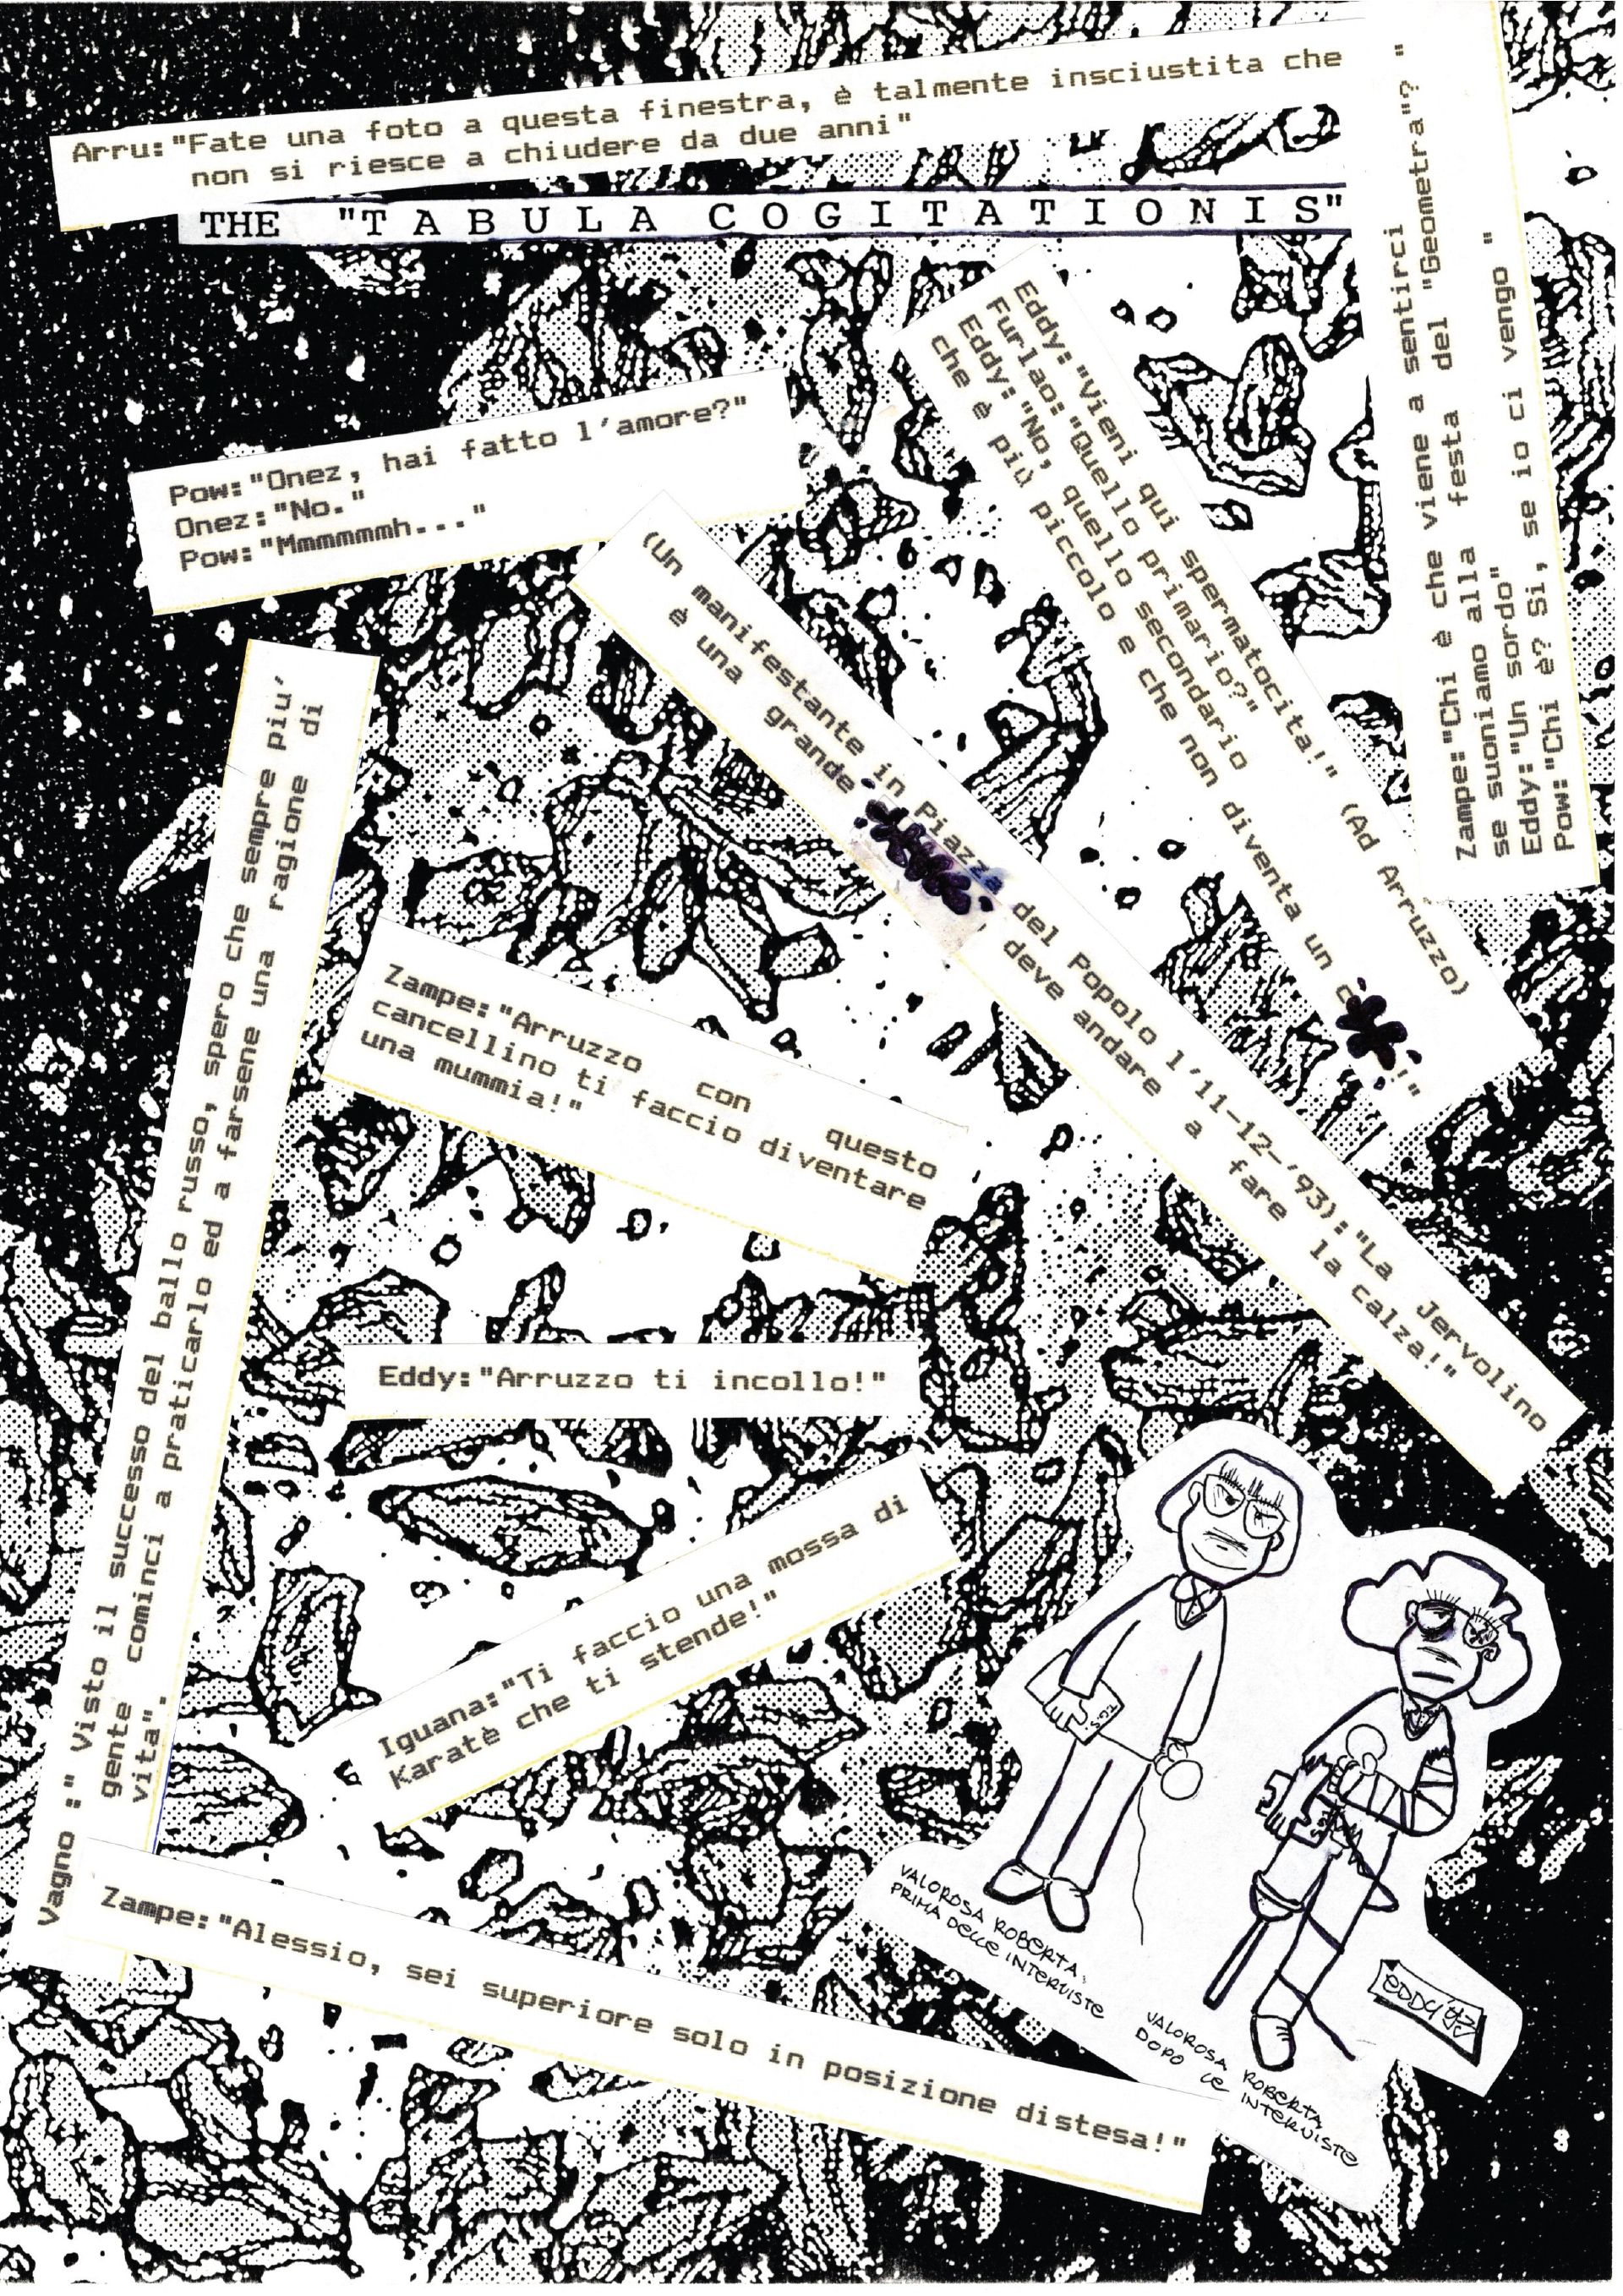 Arru:"Fate una foto a questa finestra, è talmente insciustita che
non si riesce a chiudere da due anni"
THE "TABULA COGITATIONIS"
Zampe:"Chi è che viene a sentirci
se suoniamo alla festa del "Geometra"? "
Eddy:"Un sordo"
Pow:"Chi è? Si, se io ci vengo "
Eddy:"Vieni qui spermatocita!" (Ad Arruzzo)
Furlao:"Quello primario?"
Eddy:"No, quello secondario
che è più piccolo e che non diventa un c !"
Pow:"Onez, hai fatto l'amore?"
Onez:"No."
Pow:"Mmmmmmh..."
(Un manifestante in Piazza del Popolo l'11-12-'93):"La Jervolino
è una grande deve andare a fare la calza!"
Vagno :" Visto il successo del ballo russo, spero che sempre piu'
gente cominci a praticarlo ed a farsene una ragione di
vita".
Zampe:"Arruzzo con questo
cancellino ti faccio diventare
una mummia!"
Eddy:"Arruzzo ti incollo!"
Iguana:"Ti faccio una mossa di
Karatè che ti stende!"
Zampe:"Alessio, sei superiore solo in posizione distesa!"
VALOROSA ROBERTA
PRIMA DELLE INTERVISTE
VALOROSA ROBERTA
DOPO LE INTERVISTE
EDDY